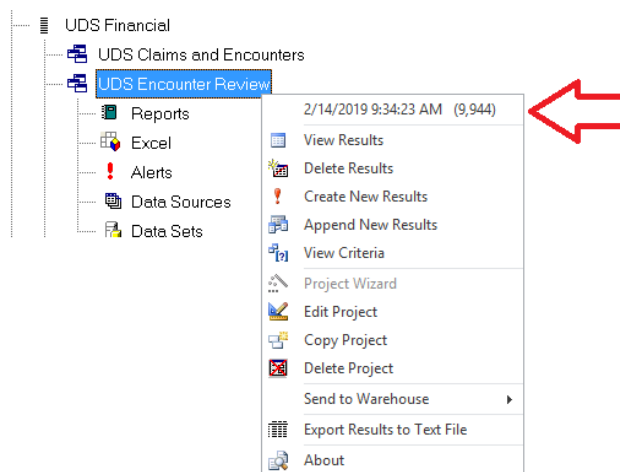 UDS Financial
UDS Claims and Encounters
UDS Encounter Review
Reports
Excel
Alerts
Data Sources
Data Sets
2/14/2019 9:34:23 AM (9,944)
View Results
Delete Results
Create New Results
Append New Results
View Criteria
Project Wizard
Edit Project
Copy Project
Delete Project
Send to Warehouse
Export Results to Text File
About